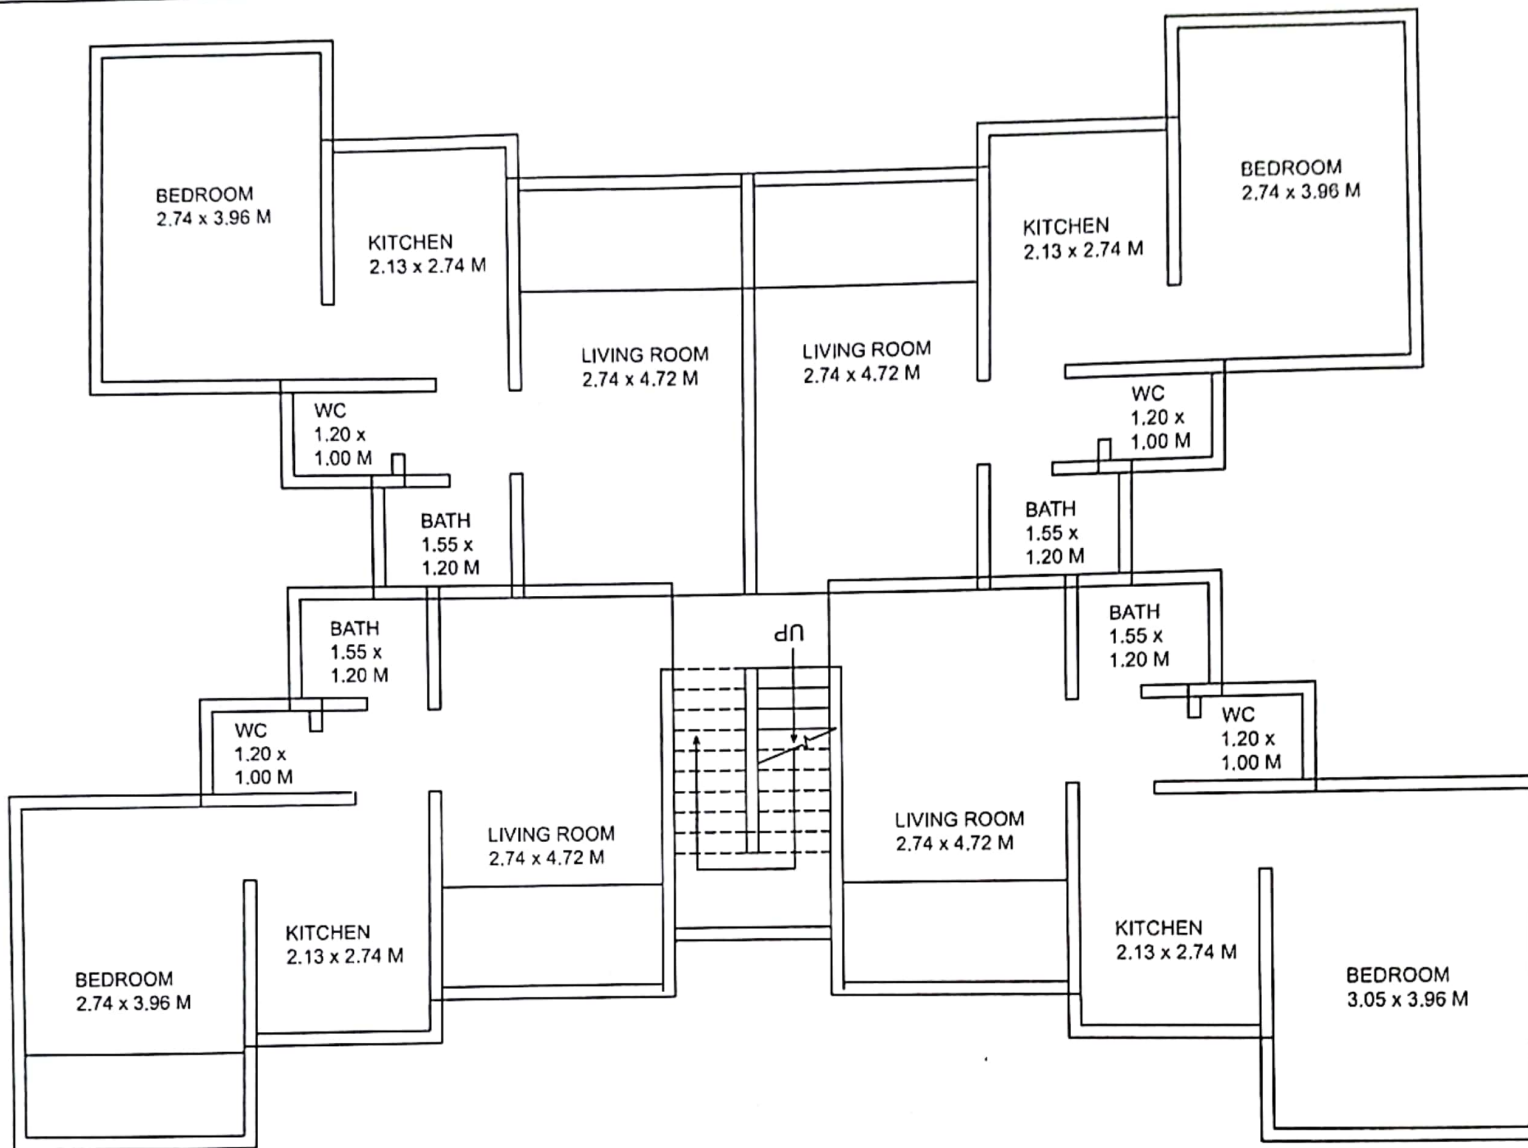 BEDROOM
2.74 x 3.96 M
KITCHEN
2.13 x 2.74 M
LIVING ROOM
2.74 x 4.72 M
WC
1.20 x
1.00 M
BATH
1.55 x
1.20 M
LIVING ROOM
2.74 x 4.72 M
KITCHEN
2.13 x 2.74 M
BEDROOM
2.74 x 3.96 M
WC
1.20 x
1.00 M
BATH
1.55 x
1.20 M
BATH
1.55 x
1.20 M
WC
1.20 x
1.00 M
LIVING ROOM
2.74 x 4.72 M
KITCHEN
2.13 x 2.74 M
BEDROOM
2.74 x 3.96 M
UP
BATH
1.55 x
1.20 M
WC
1.20 x
1.00 M
LIVING ROOM
2.74 x 4.72 M
KITCHEN
2.13 x 2.74 M
BEDROOM
3.05 x 3.96 M